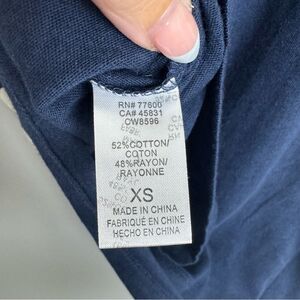 RN# 77600
CA# 45831
CW8596
52%COTTON/
COTON
48%RAYON/
RAYONNE
XS
MADE IN CHINA
FABRIQUÉ EN CHINE
HECHO EN CHINA